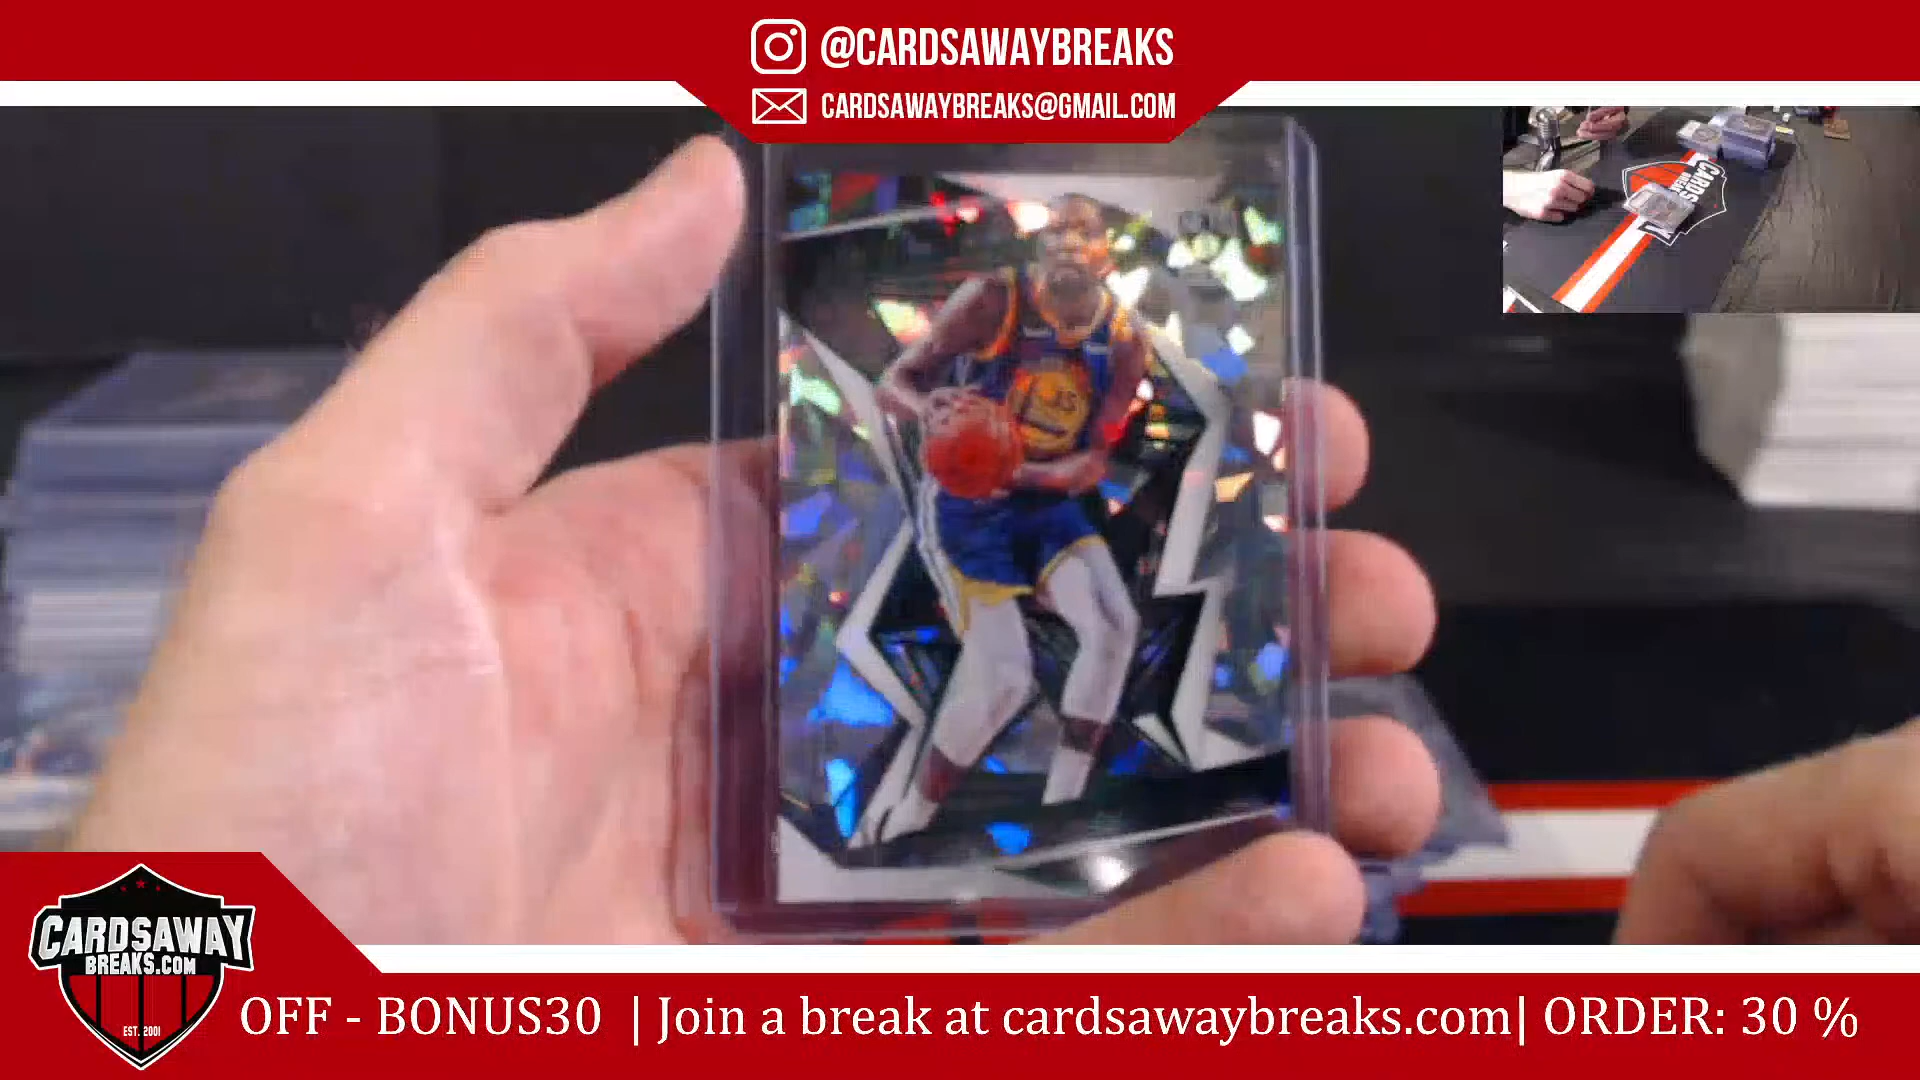 @CARDSAWAYBREAKS
CARDSAWAYBREAKS@GMAIL.COM
CARDSAWAY
BREAKS.COM
EST. 2001
OFF - BONUS30 | Join a break at cardsawaybreaks.com| ORDER: 30 %